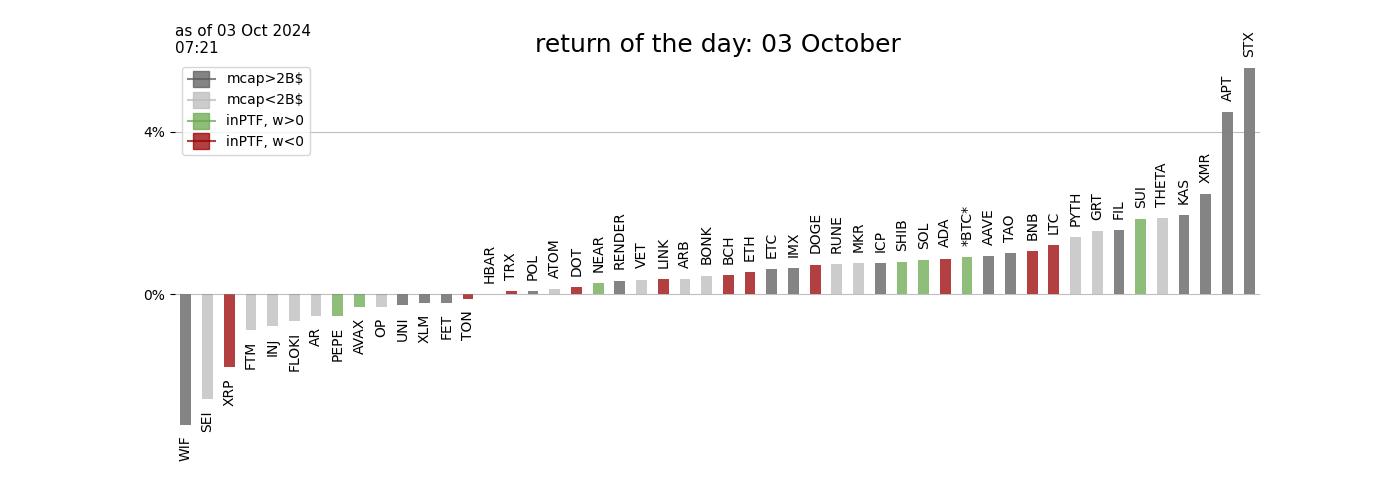 as of 03 Oct 2024
07:21
return of the day: 03 October
mcap>2B$
mcap<2B$
inPTF, w>0
inPTF, w<0
4%
0%
WIF
SEI
XRP
FTM
INJ
FLOKI
AR
PEPE
AVAX
OP
UNI
XLM
FET
TON
HBAR
TRX
POL
ATOM
DOT
NEAR
RENDER
VET
LINK
ARB
BONK
BCH
ETH
ETC
IMX
DOGE
RUNE
MKR
ICP
SHIB
SOL
ADA
*BTC*
AAVE
TAO
BNB
LTC
PYTH
GRT
FIL
SUI
THETA
KAS
XMR
APT
STX